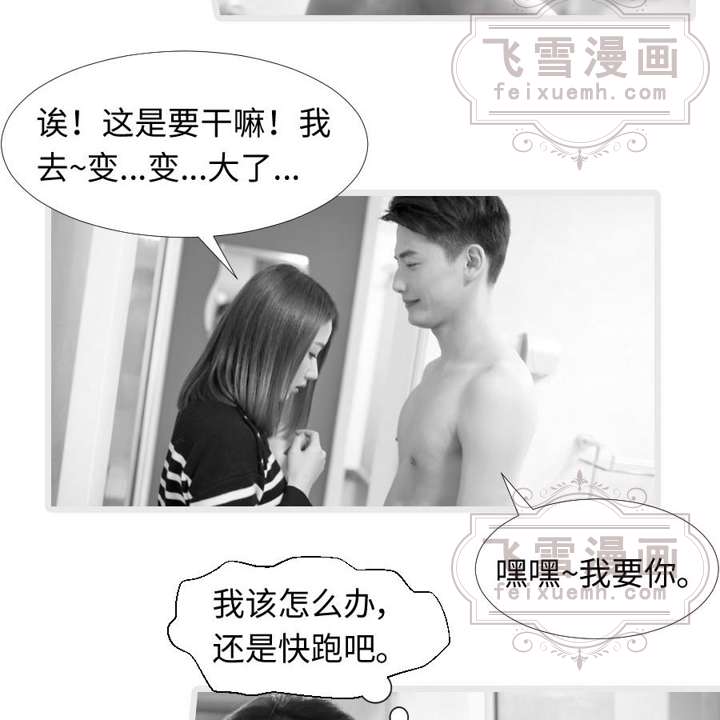 飞雪漫画
feixuemh.com
诶！这是要干嘛！我
去~变...变...大了...
飞雪漫画
feixuemh.com
嘿嘿~我要你。
我该怎么办，
还是快跑吧。